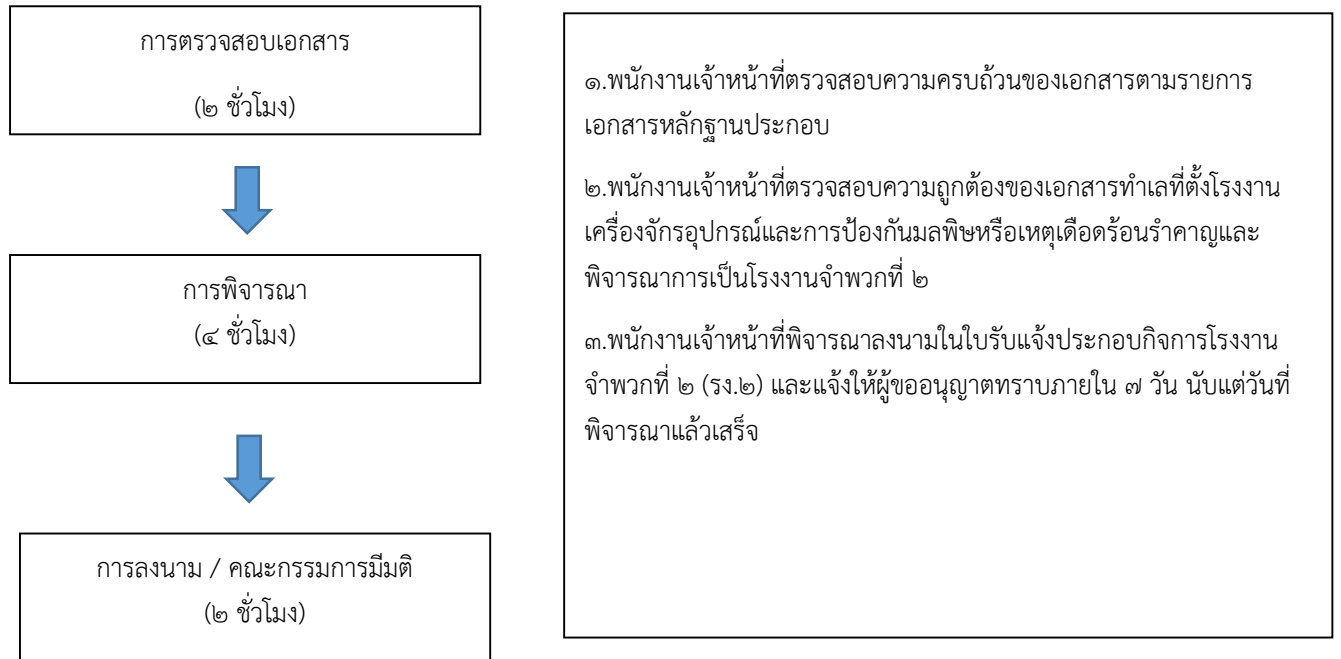 การตรวจสอบเอกสาร
(๒ ชั่วโมง)
การพิจารณา
(๔ ชั่วโมง)
การลงนาม / คณะกรรมการมีมติ
(๒ ชั่วโมง)
๑.พนักงานเจ้าหน้าที่ตรวจสอบความครบถ้วนของเอกสารตามรายการ
เอกสารหลักฐานประกอบ
๒.พนักงานเจ้าหน้าที่ตรวจสอบความถูกต้องของเอกสารทำเลที่ตั้งโรงงาน
เครื่องจักรอุปกรณ์และการป้องกันมลพิษหรือเหตุเดือดร้อนรำคาญและ
พิจารณาการเป็นโรงงานจำพวกที่ ๒
๓.พนักงานเจ้าหน้าที่พิจารณาลงนามในใบรับแจ้งประกอบกิจการโรงงาน
จำพวกที่ ๒ (รง.๒) และแจ้งให้ผู้ขออนุญาตทราบภายใน ๗ วัน นับแต่วันที่
พิจารณาแล้วเสร็จ